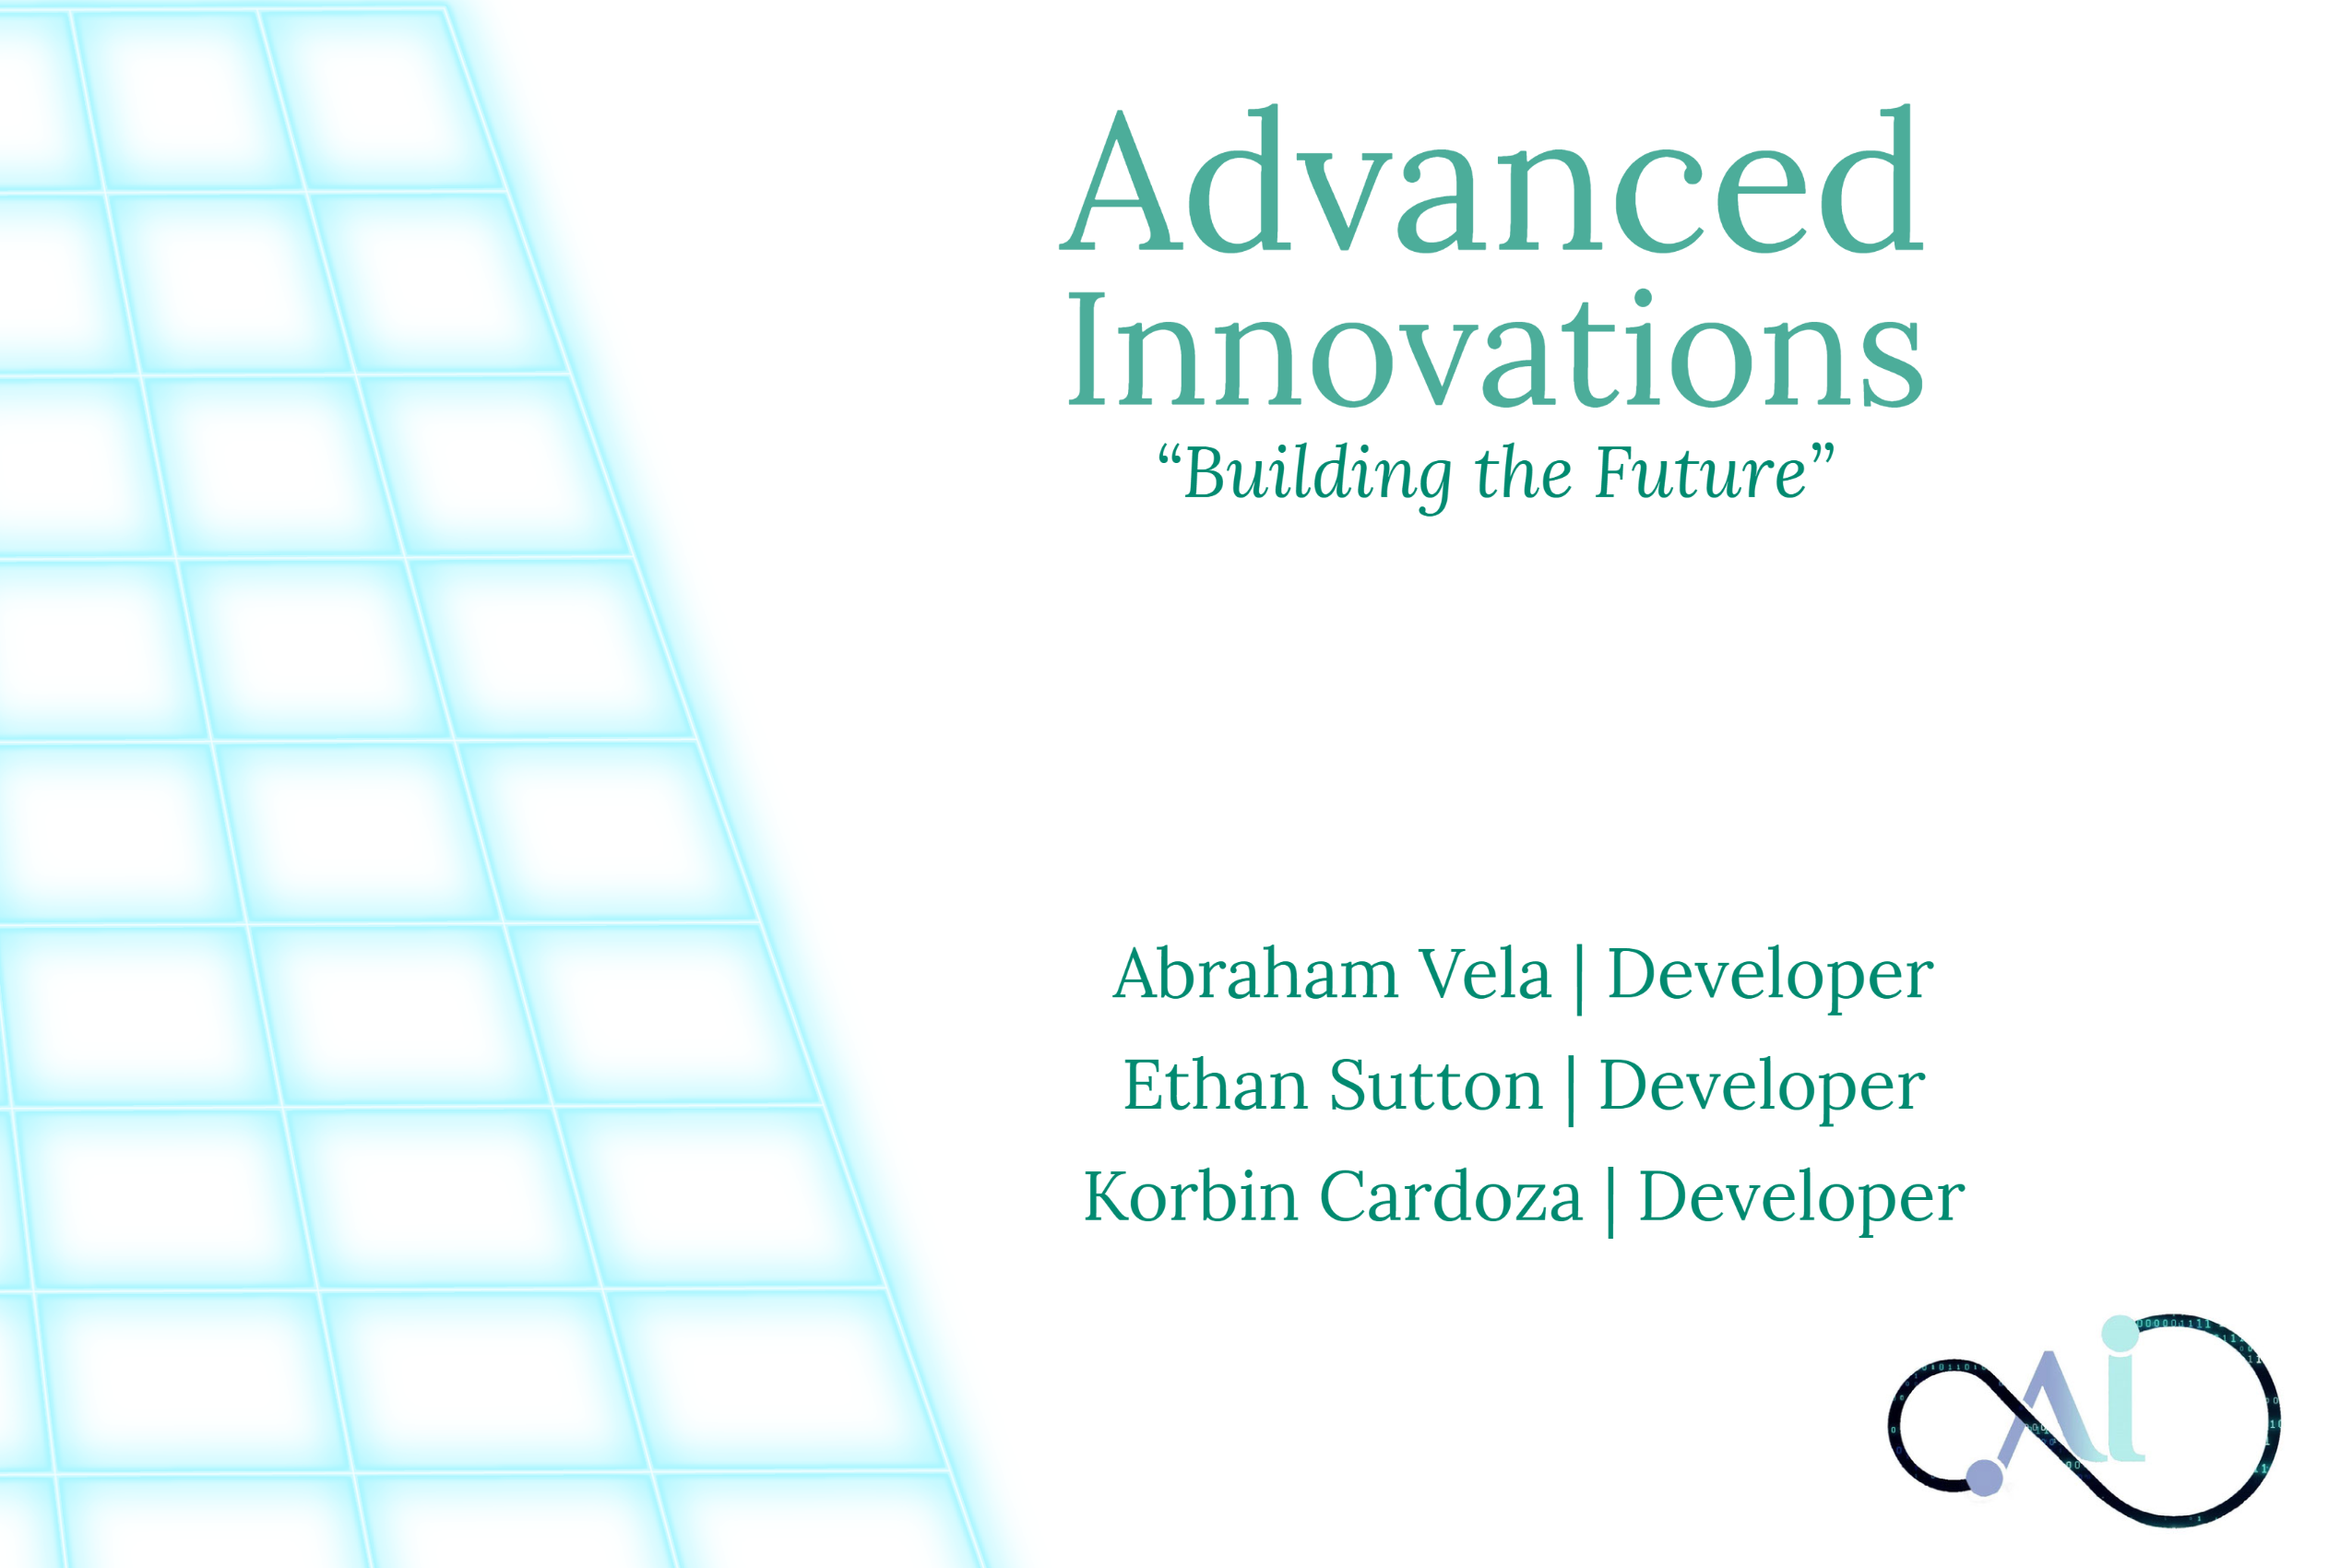 Advanced
Innovations
“Building the Future”
Abraham Vela | Developer
Ethan Sutton | Developer
Korbin Cardoza | Developer
Ai